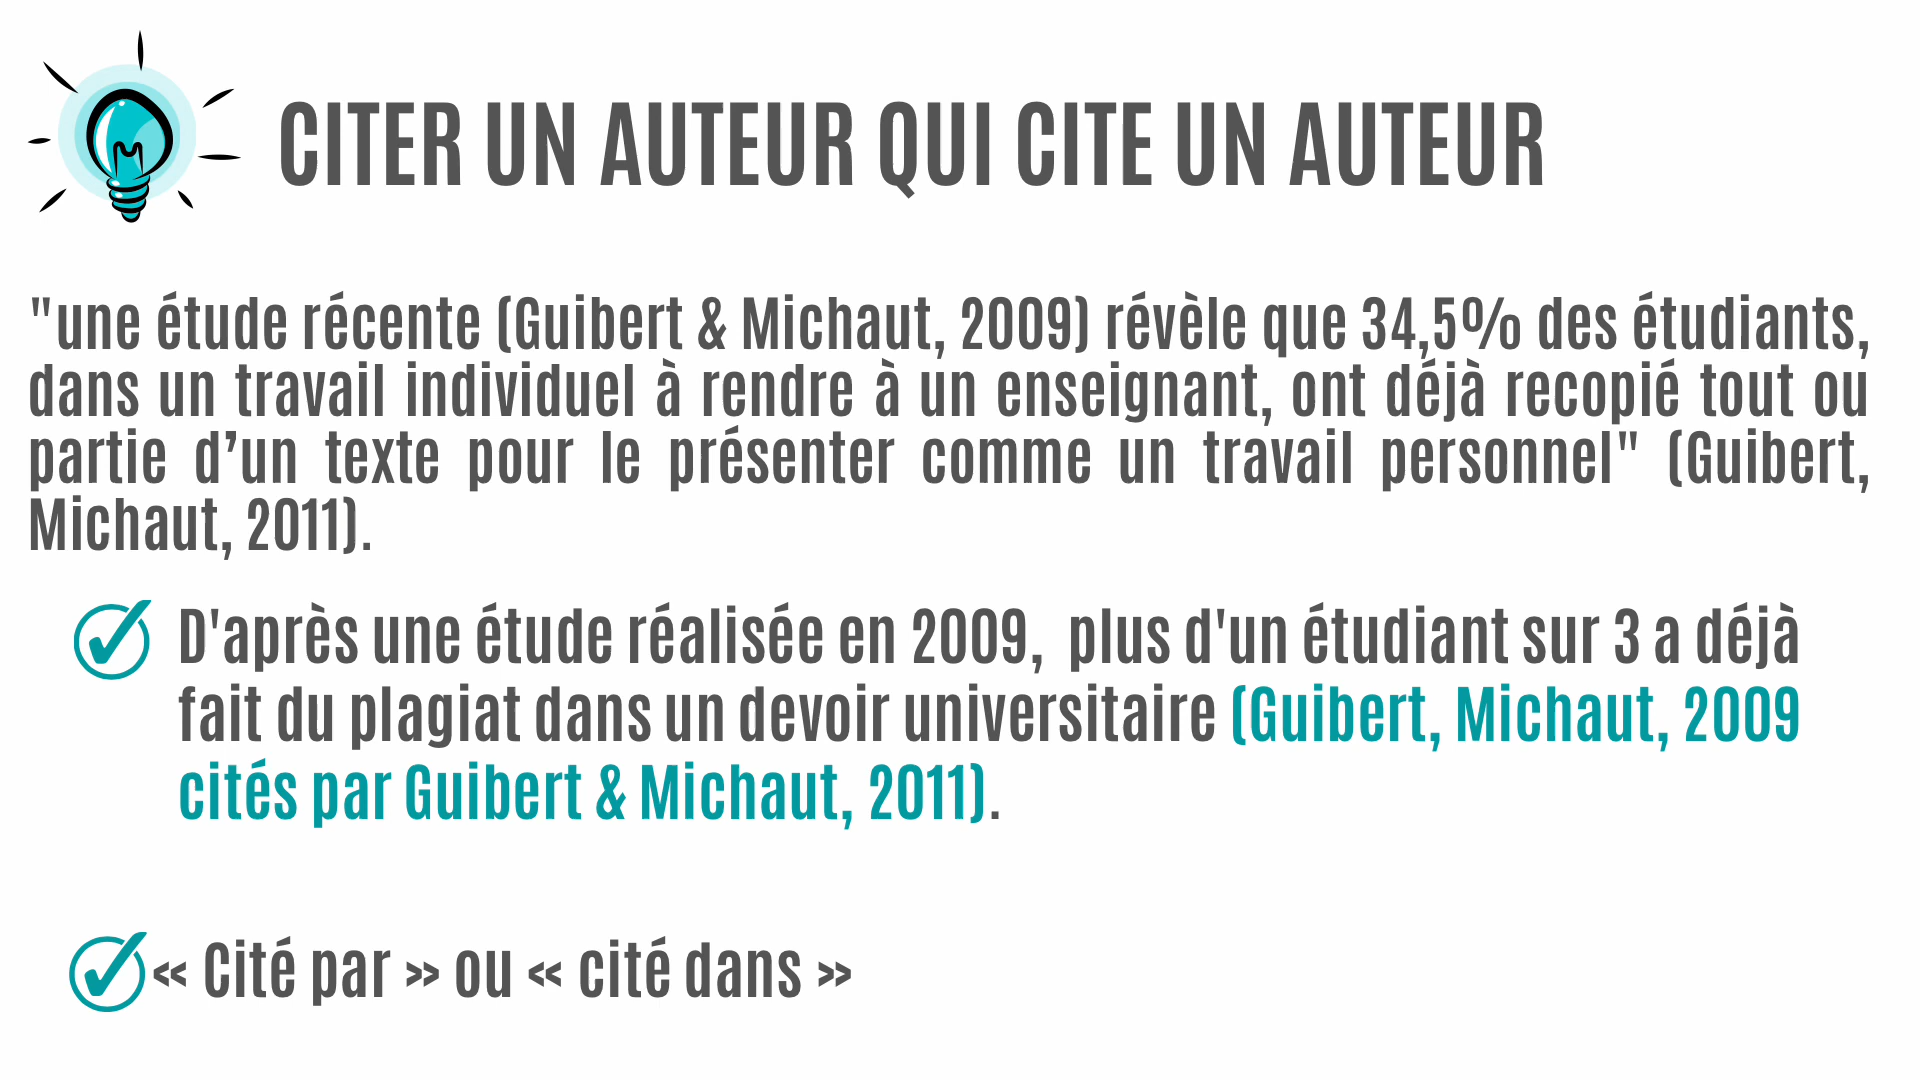 CITER UN AUTEUR QUI CITE UN AUTEUR
"une étude récente (Guibert & Michaut, 2009) révèle que 34,5% des étudiants,
dans un travail individuel à rendre à un enseignant, ont déjà recopié tout ou
partie d’un texte pour le présenter comme un travail personnel" (Guibert,
Michaut, 2011).
D'après une étude réalisée en 2009, plus d'un étudiant sur 3 a déjà
fait du plagiat dans un devoir universitaire (Guibert, Michaut, 2009
cités par Guibert & Michaut, 2011).
« Cité par » ou « cité dans »